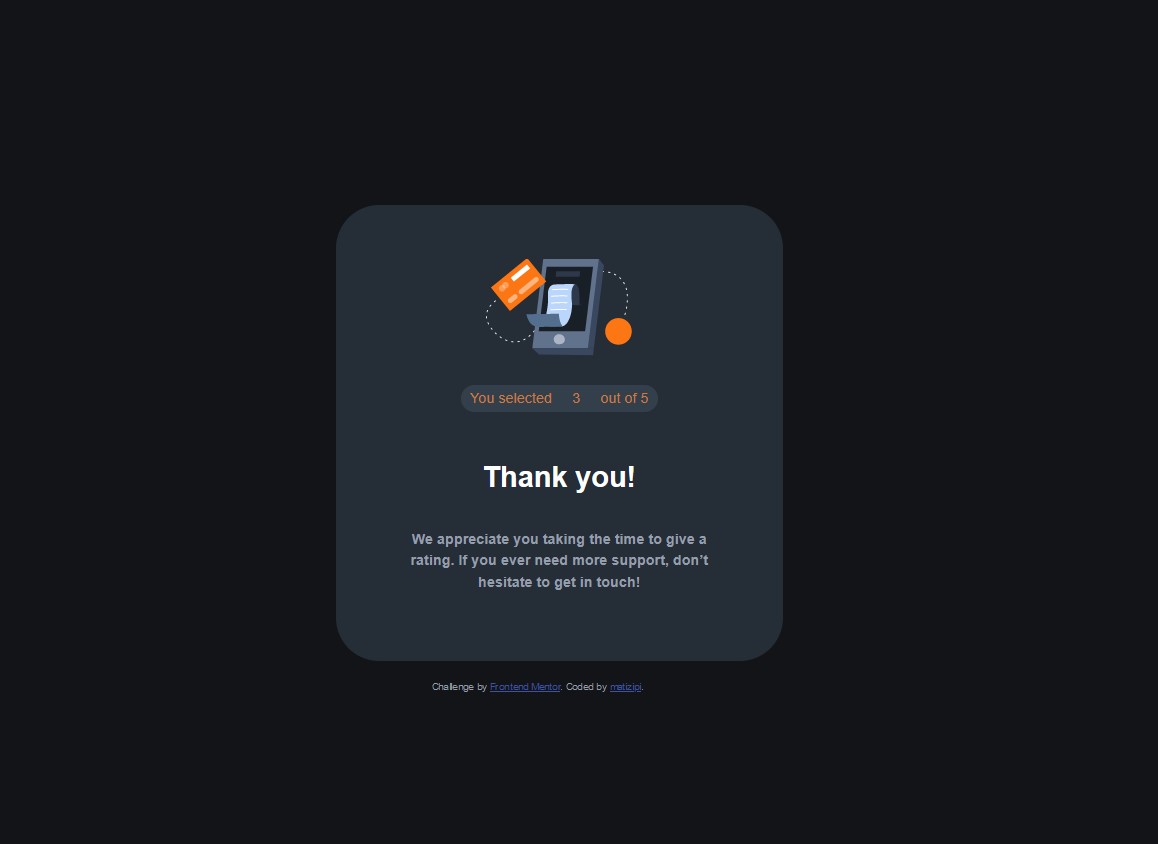 You selected 3 out of 5
Thank you!
We appreciate you taking the time to give a
rating. If you ever need more support, don’t
hesitate to get in touch!
Challenge by Frontend Mentor. Coded by matizipi.